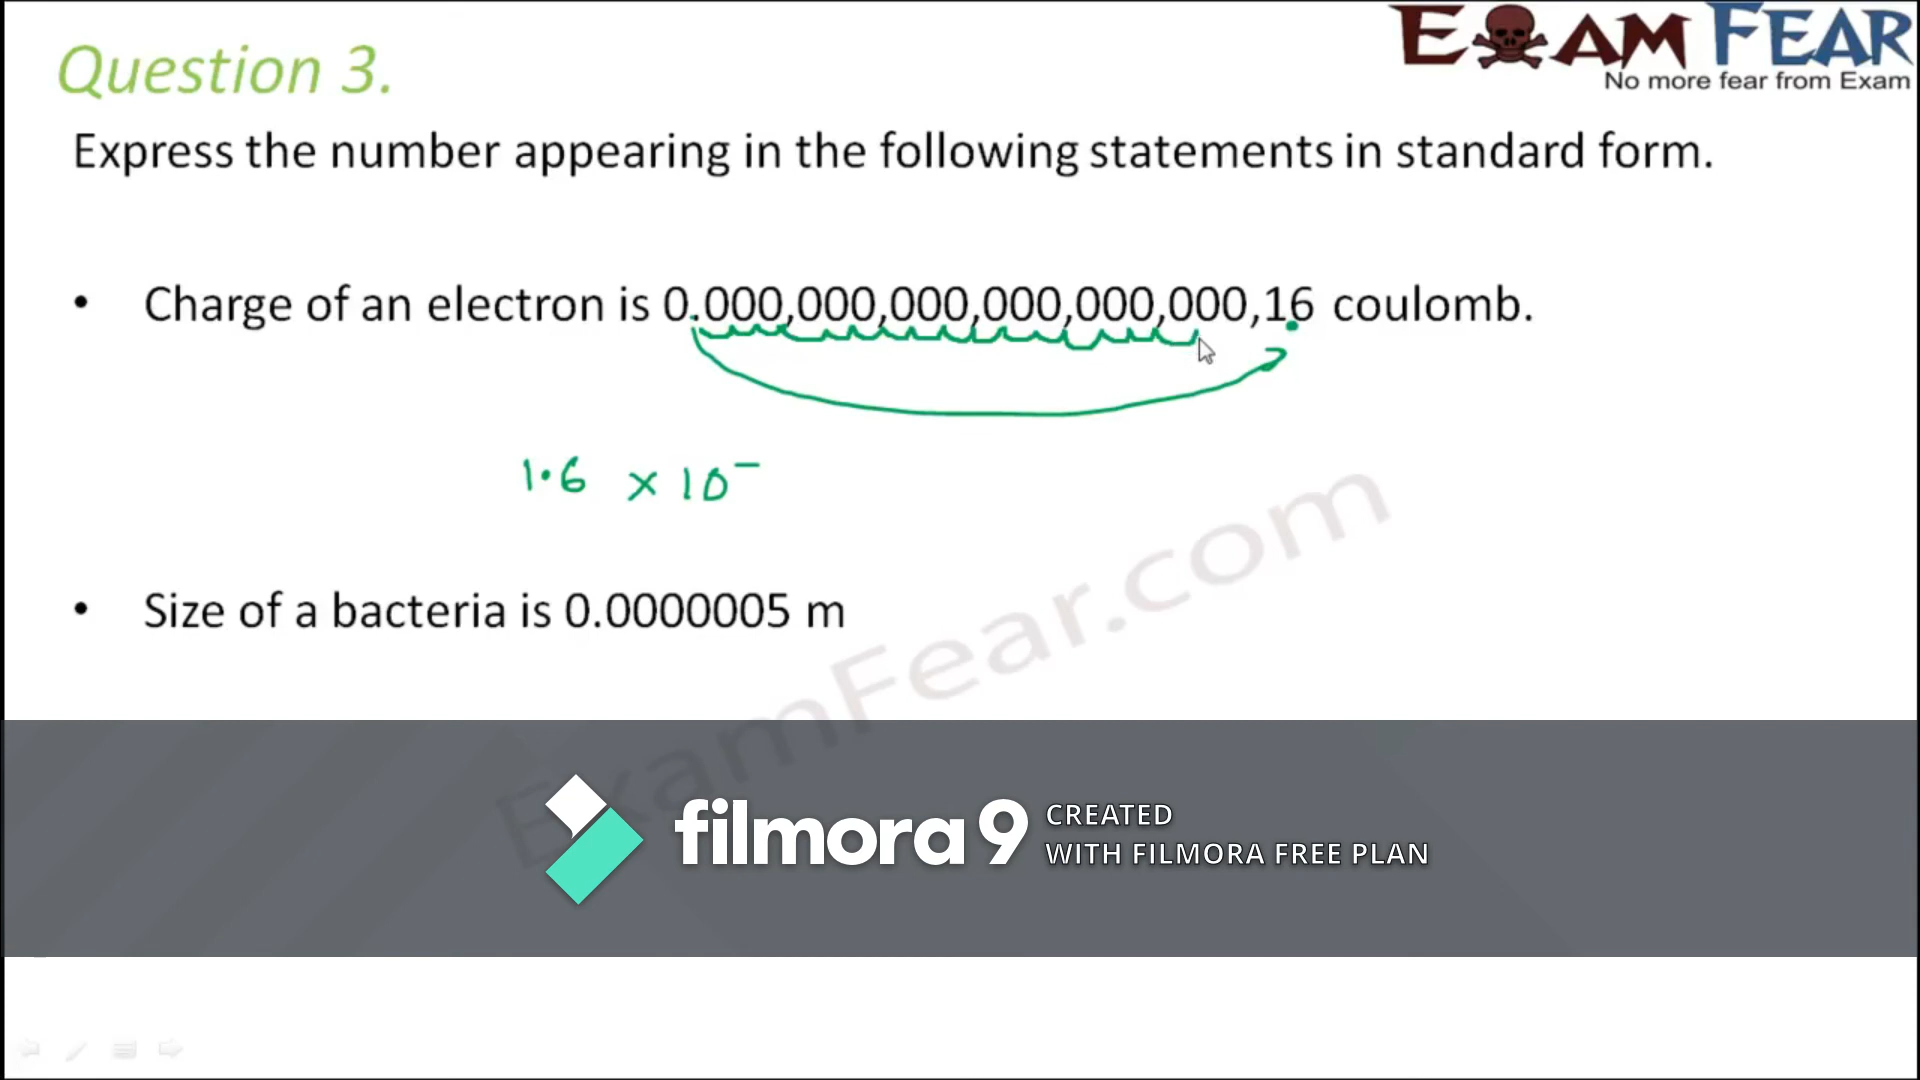 EXAM FEAR
No more fear from Exam
Question 3.
Express the number appearing in the following statements in standard form.
• Charge of an electron is 0.000,000,000,000,000,000,16 coulomb.
1.6 × 10⁻
• Size of a bacteria is 0.0000005 m
ExamFear.com
filmora9 CREATED
WITH FILMORA FREE PLAN